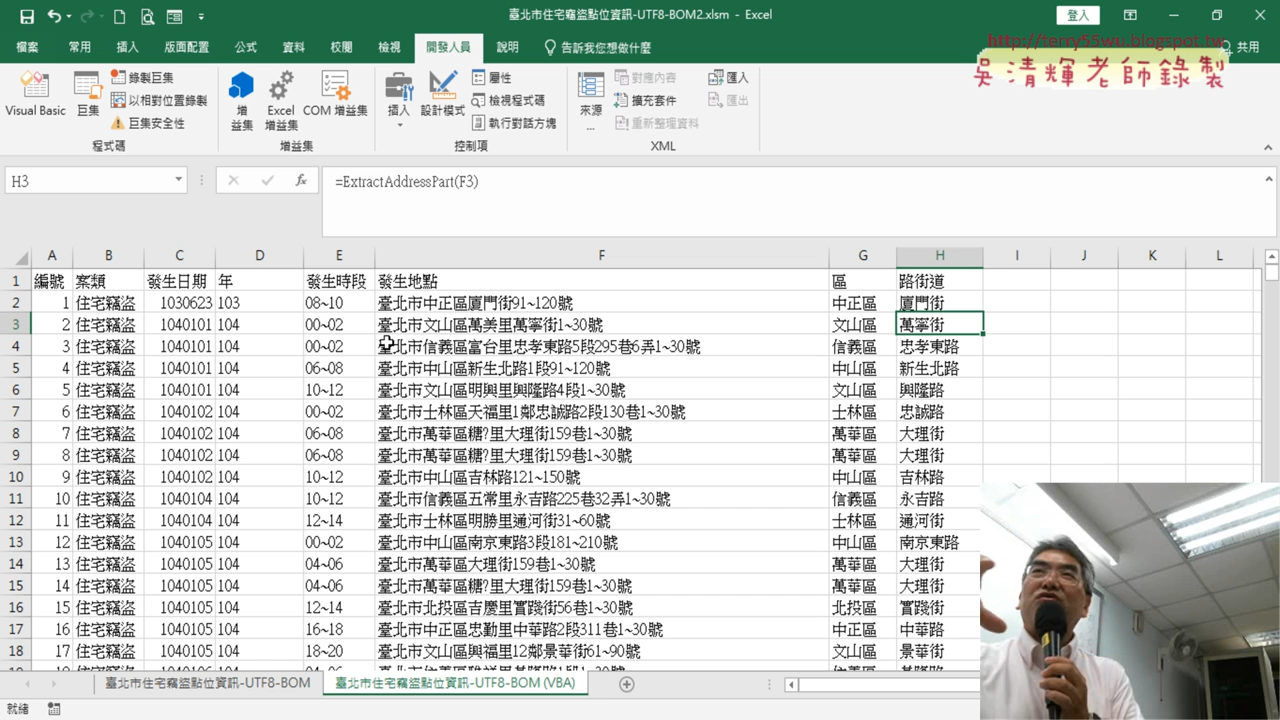 臺北市住宅竊盜點位資訊-UTF8-BOM2.xlsm - Excel
登入
檔案 常用 插入 版面配置 公式 資料 校閱 檢視 開發人員 說明 告訴我您想做什麼 共用
http://terry55wu.blogspot.tw
吳清輝老師錄製
Visual Basic 巨集 錄製巨集 以相對位置錄製 巨集安全性
程式碼
增益集 Excel 增益集 COM 增益集
增益集
插入 設計模式 屬性 檢視程式碼 執行對話方塊
控制項
來源 ... 對應內容 擴充套件 重新整理資料 匯入 匯出
XML
H3 fx =ExtractAddressPart(F3)
A B C D E F G H I J K L
1 編號 案類 發生日期 年 發生時段 發生地點 區 路街道
2 1 住宅竊盜 1030623 103 08~10 臺北市中正區廈門街91~120號 中正區 廈門街
3 2 住宅竊盜 1040101 104 00~02 臺北市文山區萬美里萬寧街1~30號 文山區 萬寧街
4 3 住宅竊盜 1040101 104 00~02 臺北市信義區富台里忠孝東路5段295巷6弄1~30號 信義區 忠孝東路
5 4 住宅竊盜 1040101 104 06~08 臺北市中山區新生北路1段91~120號 中山區 新生北路
6 5 住宅竊盜 1040101 104 10~12 臺北市文山區明興里興隆路4段1~30號 文山區 興隆路
7 6 住宅竊盜 1040102 104 00~02 臺北市士林區天福里1鄰忠誠路2段130巷1~30號 士林區 忠誠路
8 7 住宅竊盜 1040102 104 06~08 臺北市萬華區糖?里大理街159巷1~30號 萬華區 大理街
9 8 住宅竊盜 1040102 104 06~08 臺北市萬華區糖?里大理街159巷1~30號 萬華區 大理街
10 9 住宅竊盜 1040102 104 10~12 臺北市中山區吉林路121~150號 中山區 吉林路
11 10 住宅竊盜 1040104 104 10~12 臺北市信義區五常里永吉路225巷32弄1~30號 信義區 永吉路
12 11 住宅竊盜 1040104 104 12~14 臺北市士林區明勝里通河街31~60號 士林區 通河街
13 12 住宅竊盜 1040105 104 00~02 臺北市中山區南京東路3段181~210號 中山區 南京東路
14 13 住宅竊盜 1040105 104 04~06 臺北市萬華區大理街159巷1~30號 萬華區 大理街
15 14 住宅竊盜 1040105 104 04~06 臺北市萬華區糖?里大理街159巷1~30號 萬華區 大理街
16 15 住宅竊盜 1040105 104 12~14 臺北市北投區吉慶里實踐街56巷1~30號 北投區 實踐街
17 16 住宅竊盜 1040105 104 16~18 臺北市中正區忠勤里中華路2段311巷1~30號 中正區 中華路
18 17 住宅竊盜 1040105 104 18~20 臺北市文山區興福里12鄰景華街61~90號 文山區 景華街
臺北市住宅竊盜點位資訊-UTF8-BOM 臺北市住宅竊盜點位資訊-UTF8-BOM (VBA)
就緒